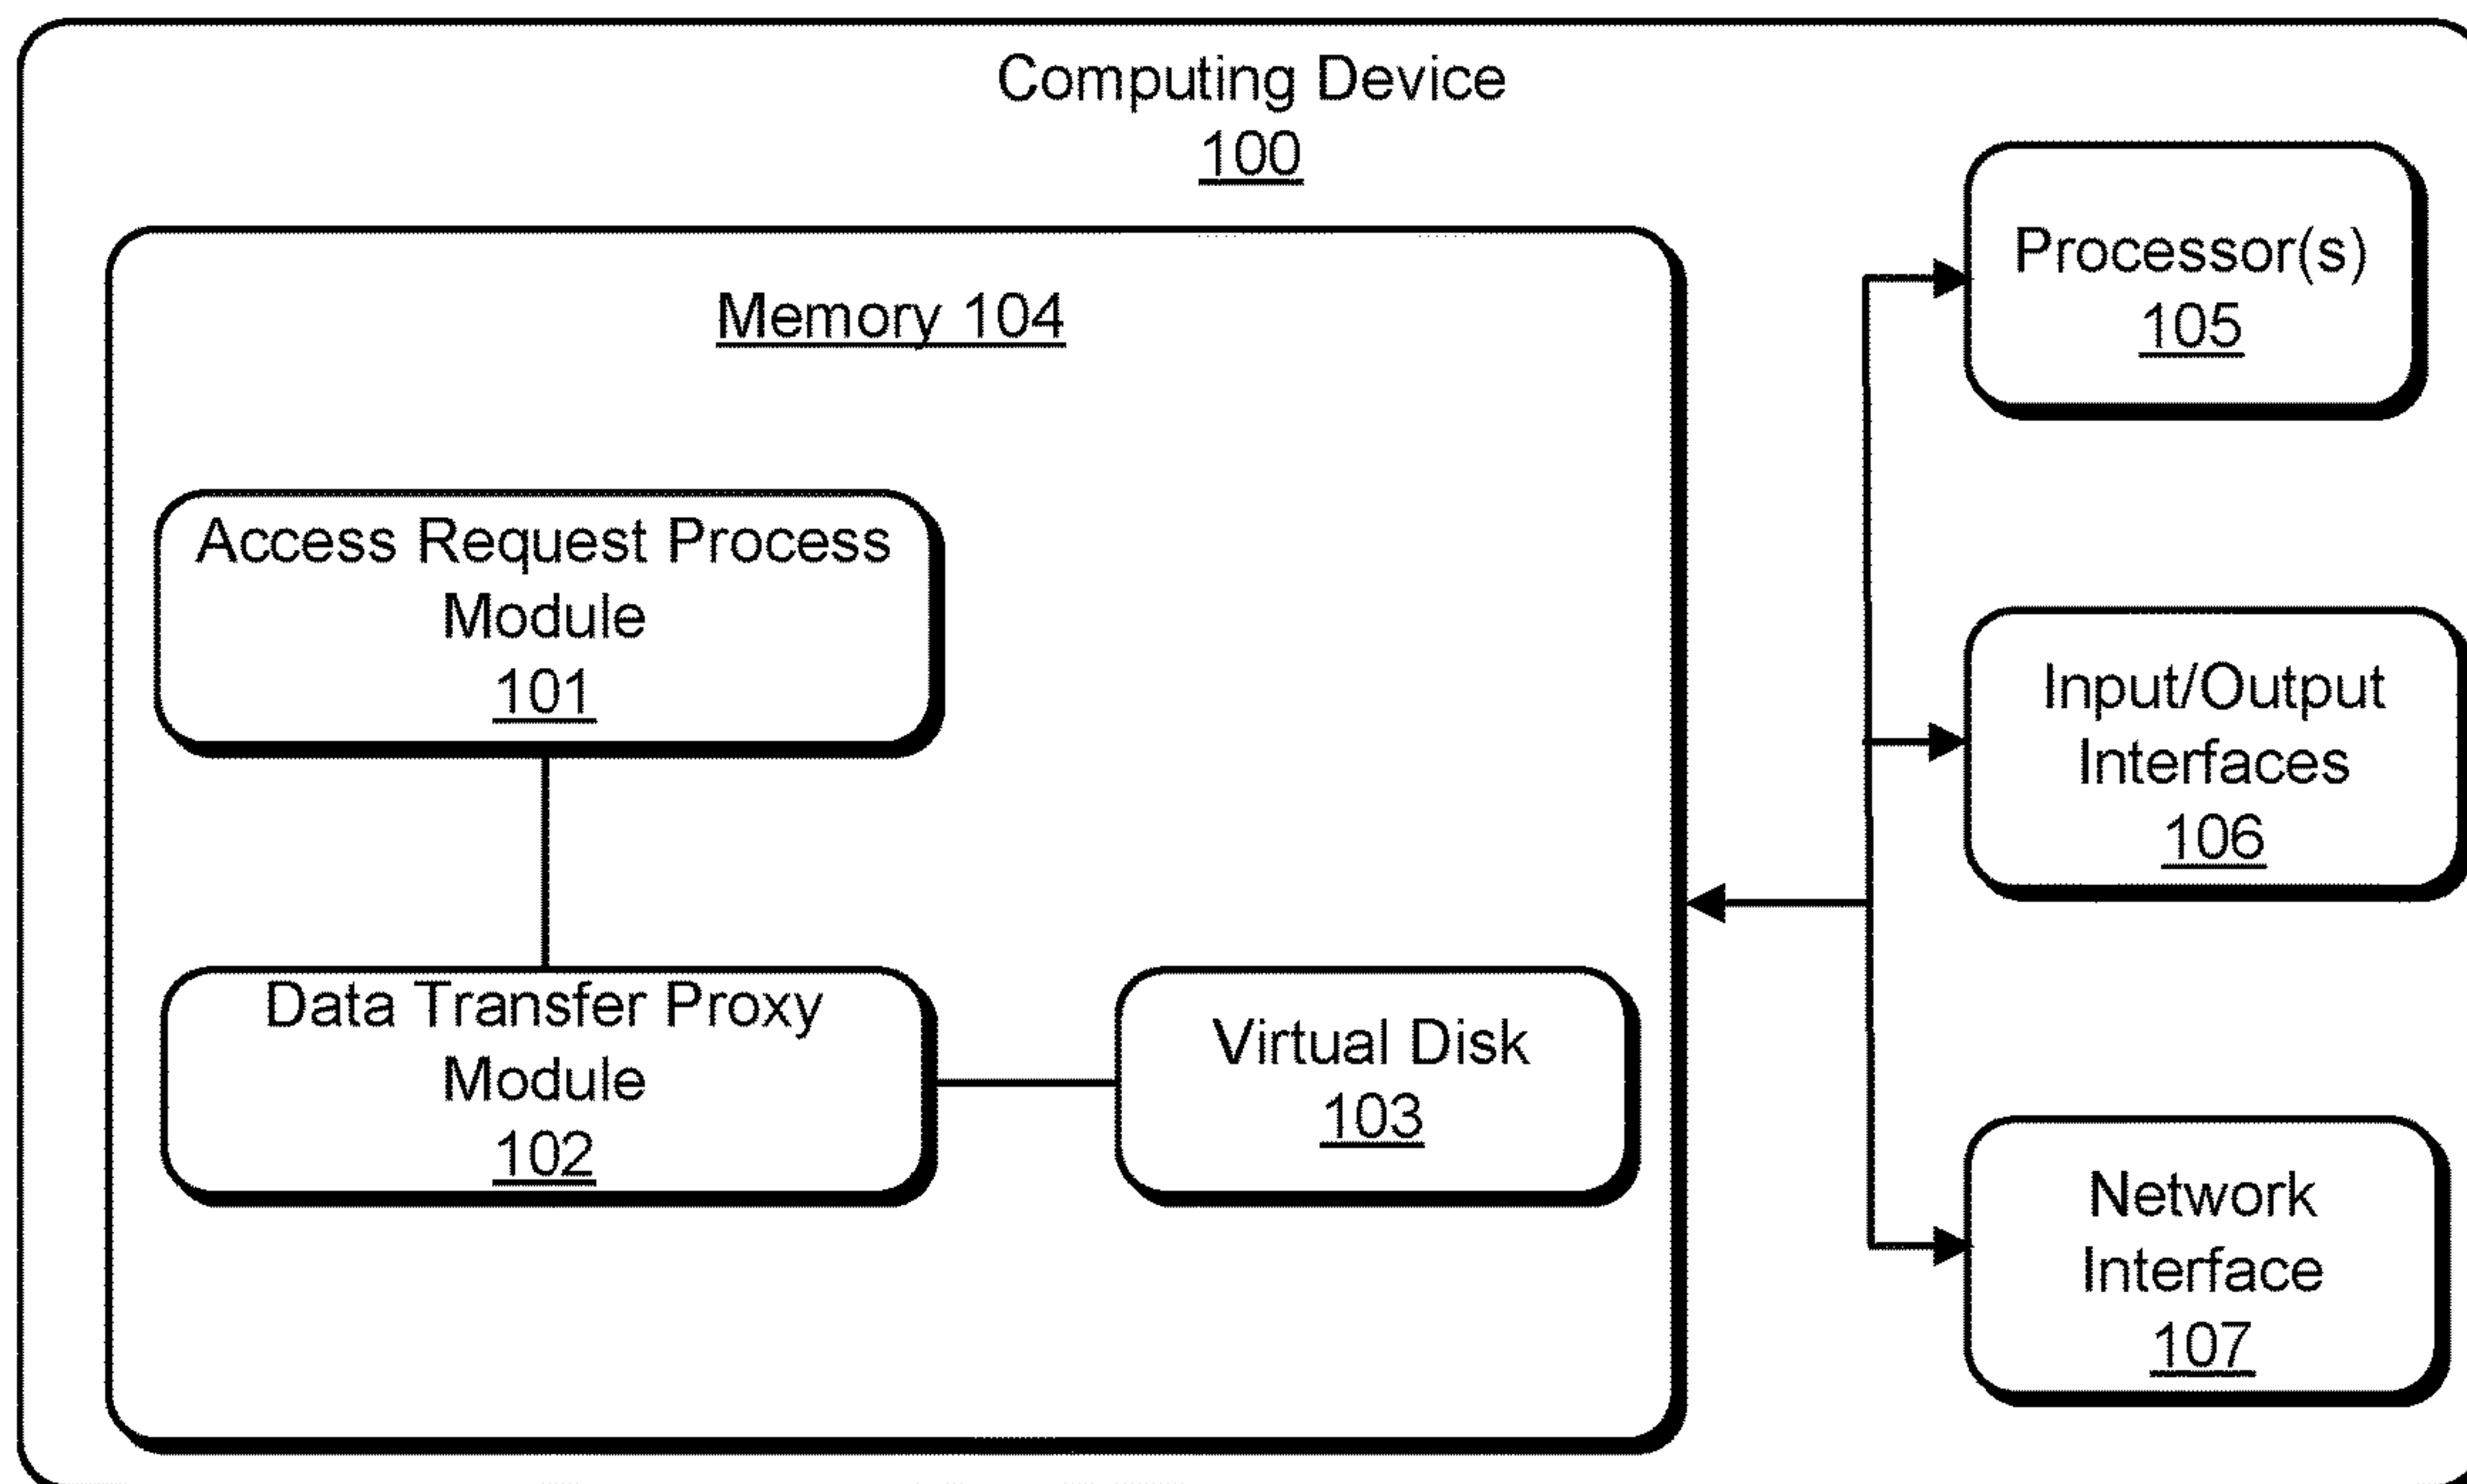 Computing Device
100
Memory 104
Access Request Process
Module
101
Data Transfer Proxy
Module
102
Virtual Disk
103
Processor(s)
105
Input/Output
Interfaces
106
Network
Interface
107